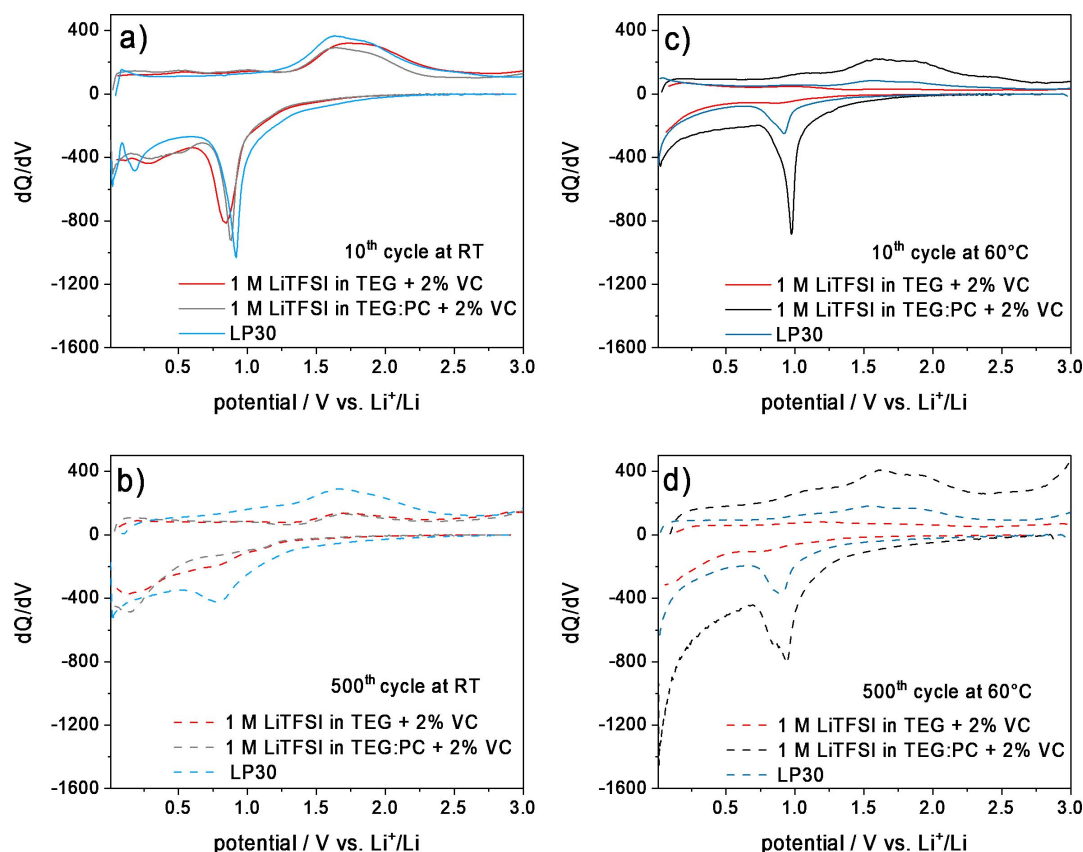 a)
400
0
-400
-800
-1200
-1600
dQ/dV
10th cycle at RT
1 M LiTFSI in TEG + 2% VC
1 M LiTFSI in TEG:PC + 2% VC
LP30
0.5 1.0 1.5 2.0 2.5 3.0
potential / V vs. Li+/Li
c)
400
0
-400
-800
-1200
-1600
dQ/dV
10th cycle at 60°C
1 M LiTFSI in TEG + 2% VC
1 M LiTFSI in TEG:PC + 2% VC
LP30
0.5 1.0 1.5 2.0 2.5 3.0
potential / V vs. Li+/Li
b)
400
0
-400
-800
-1200
-1600
dQ/dV
500th cycle at RT
1 M LiTFSI in TEG + 2% VC
1 M LiTFSI in TEG:PC + 2% VC
LP30
0.5 1.0 1.5 2.0 2.5 3.0
potential / V vs. Li+/Li
d)
400
0
-400
-800
-1200
-1600
dQ/dV
500th cycle at 60°C
1 M LiTFSI in TEG + 2% VC
1 M LiTFSI in TEG:PC + 2% VC
LP30
0.5 1.0 1.5 2.0 2.5 3.0
potential / V vs. Li+/Li